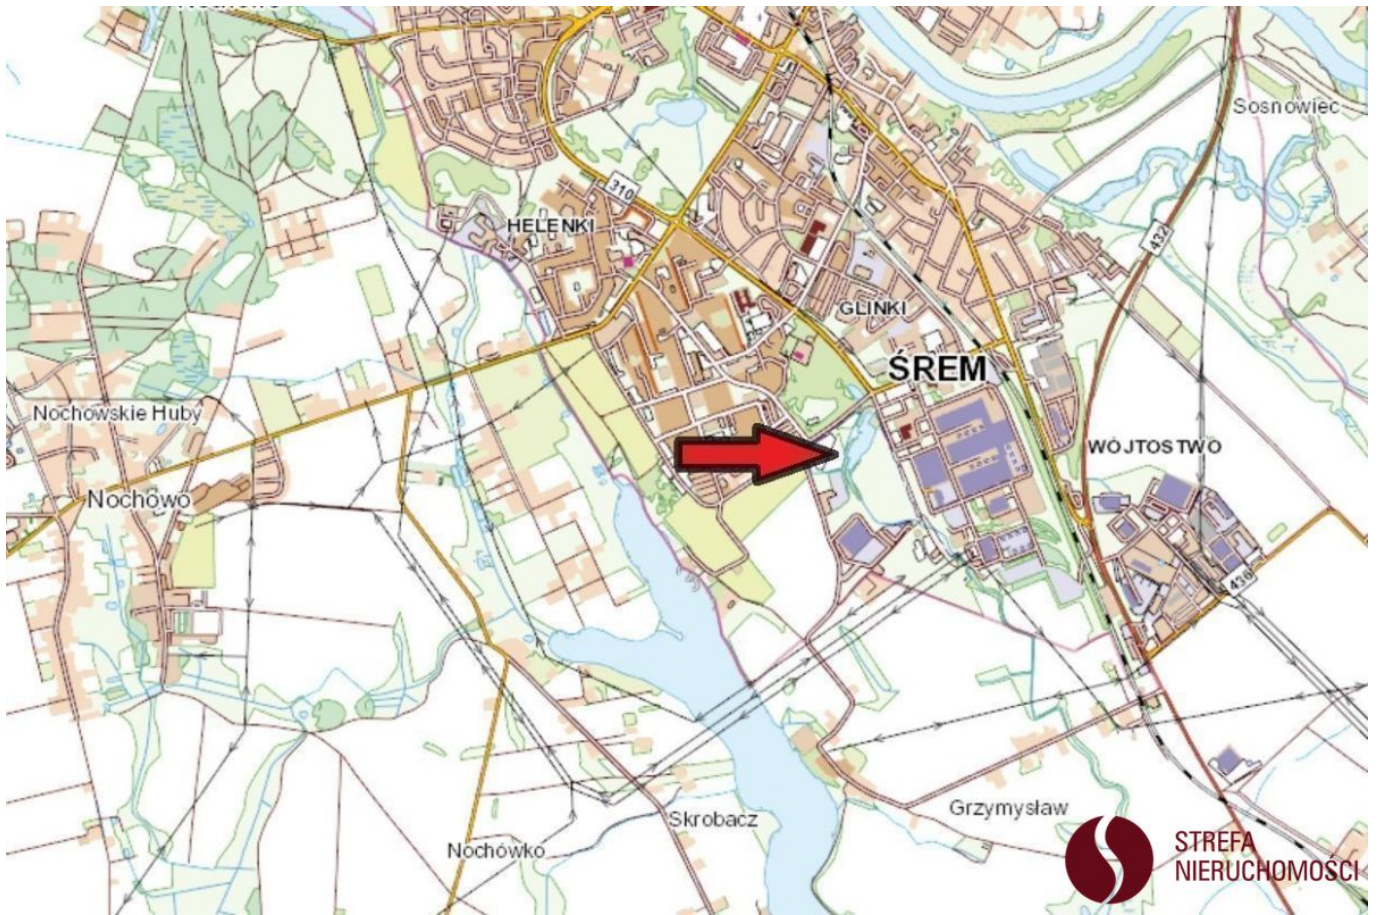 Sosnowiec
310
HELENKI
432
GLINKI
ŚREM
Nochowskie Huby
WÓJTOSTWO
Nochowo
436
Grzymysław
Skrobacz
Nochówko
STREFA
NIERUCHOMOŚCI